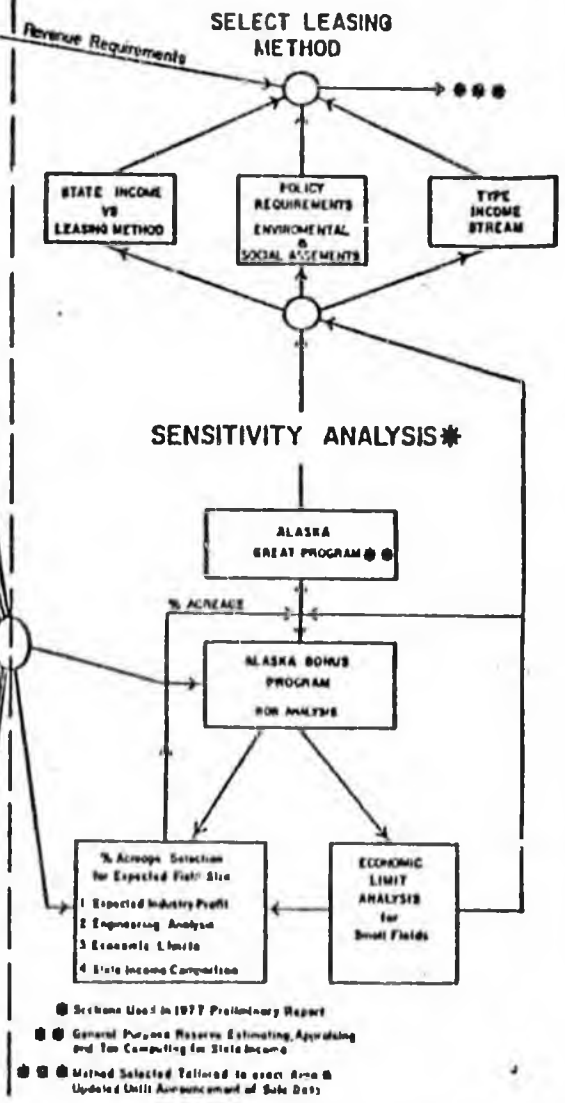 SELECT LEASING
METHOD
Revenue Requirements
✱✱✱
STATE INCOME
VS
LEASING METHOD
POLICY
REQUIREMENTS
ENVIROMENTAL
&
SOCIAL ASSEMENTS
TYPE
INCOME
STREAM
SENSITIVITY ANALYSIS✱
ALASKA
GREAT PROGRAM✱✱
% ACREAGE
ALASKA BONUS
PROGRAM
ROR ANALYSIS
% Acreage Selection
for Expected Field Size
1 Expected Industry Profit
2 Engineering Analysis
3 Economic Limits
4 State Income Comparison
ECONOMIC
LIMIT
ANALYSIS
for
Small Fields
✱ Sections Used in 1977 Preliminary Report
✱✱ General Purpose Reserve Estimating, Appraising
and Tax Computing for State Income
✱✱✱ Method Selected Tailored to exact Area &
Updated Until Announcement of Sale Date